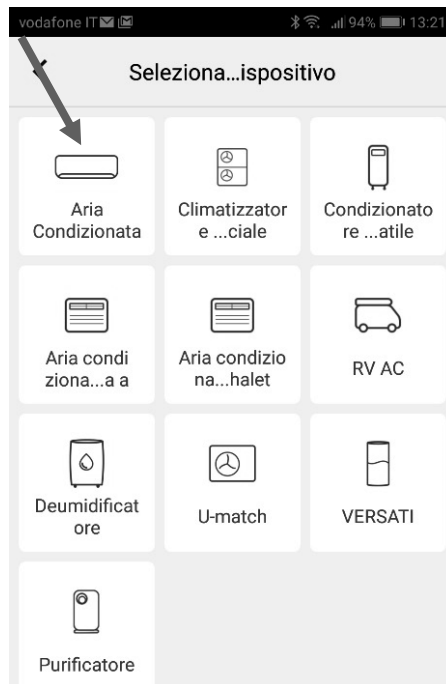 vodafone IT 94% 13:21
Seleziona...ispositivo
Aria
Condizionata
Climatizzator
e ...ciale
Condizionato
re ...atile
Aria condi
ziona...a a
Aria condizio
na...halet
RV AC
Deumidificat
ore
U-match
VERSATI
Purificatore